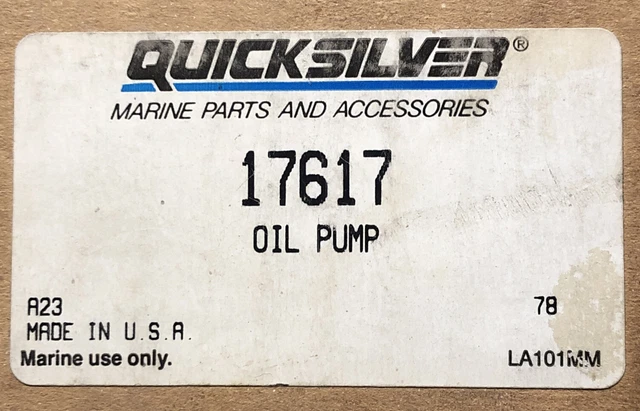 QUICKSILVER®
MARINE PARTS AND ACCESSORIES
17617
OIL PUMP
A23
78
MADE IN U.S.A.
Marine use only.
LA101MM